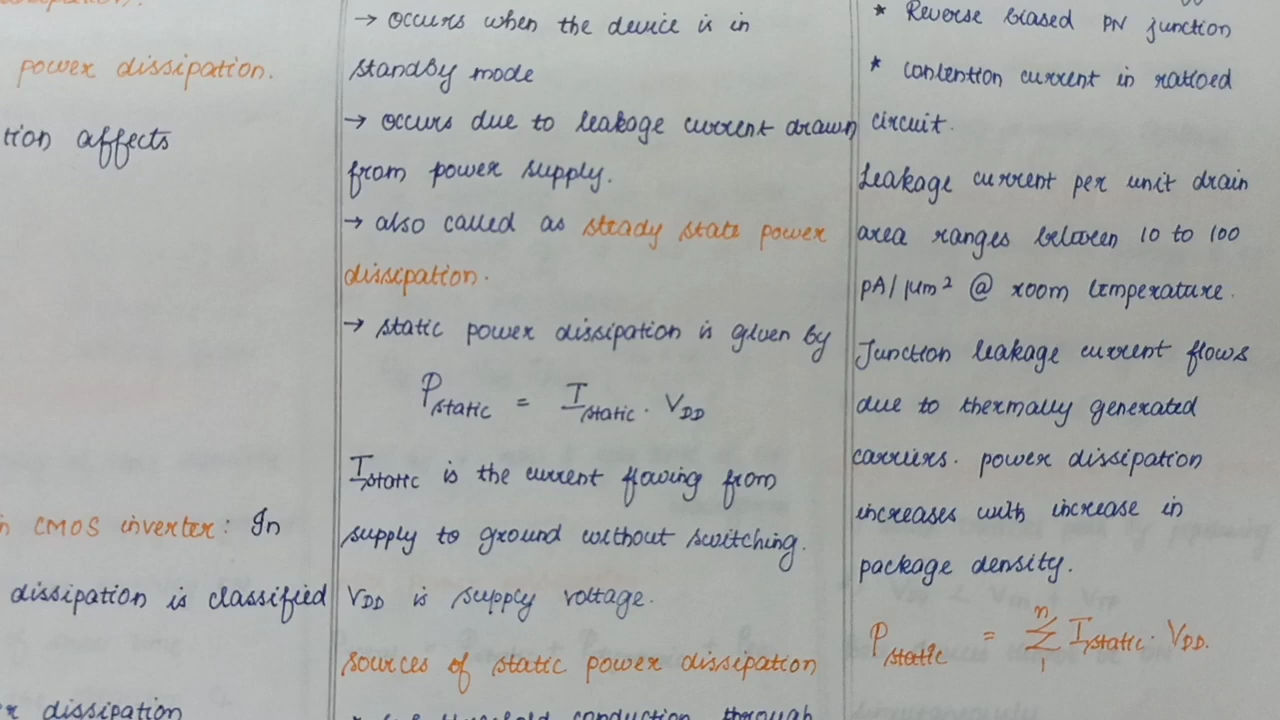 power dissipation.
tion affects
n CMOS inverter: In
dissipation is classified
dissipation
→ occurs when the device is in
standby mode
→ occurs due to leakage current drawn
from power supply.
→ also called as steady state power
dissipation.
→ static power dissipation is given by
Pstatic = Istatic . VDD
Istatic is the current flowing from
supply to ground without switching.
VDD is supply voltage.
sources of static power dissipation
threshold conduction through
* Reverse biased PN junction
* contention current in ratioed
circuit.
Leakage current per unit drain
area ranges between 10 to 100
pA/μm² @ room temperature.
Junction leakage current flows
due to thermally generated
carriers. power dissipation
increases with increase in
package density.
Pstatic = n Σ 1 Istatic . VDD.